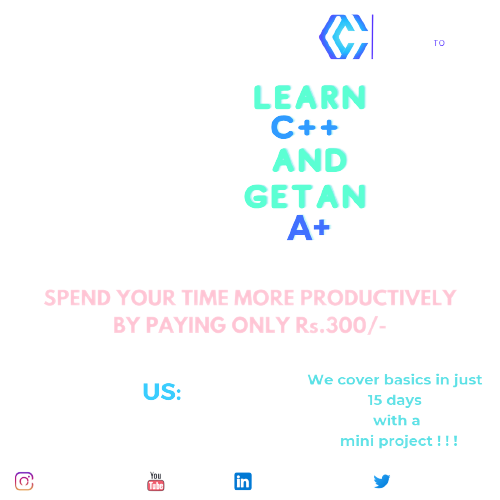 TO
LEARN
C++
AND
GETAN
A+
SPEND YOUR TIME MORE PRODUCTIVELY
BY PAYING ONLY Rs.300/-
US:
We cover basics in just
15 days
with a
mini project ! ! !
You
Tube
in